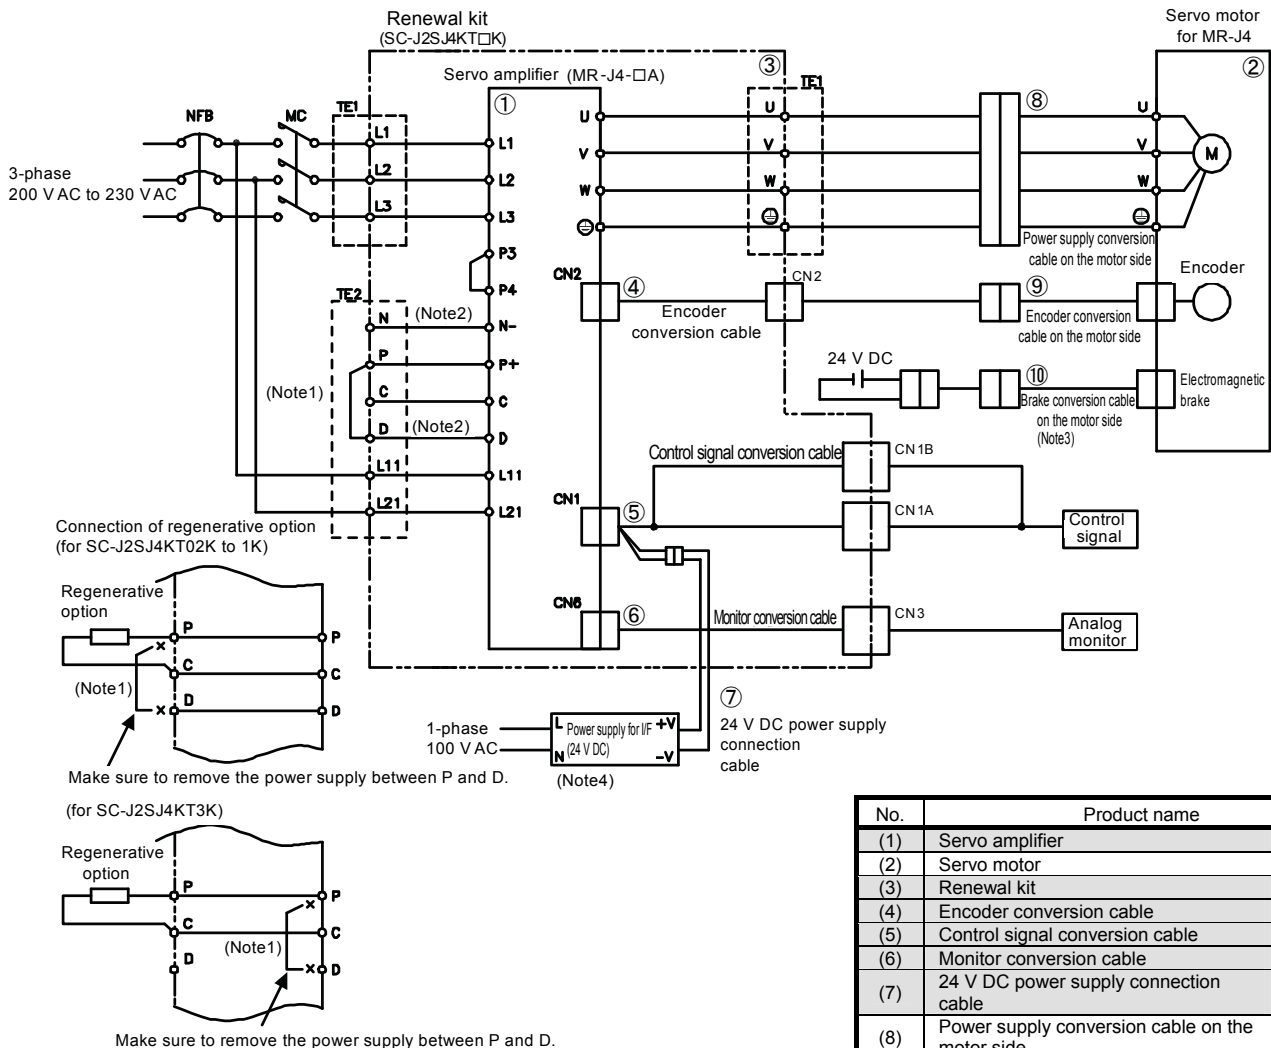 Renewal kit
(SC-J2SJ4KT□K)
Servo motor
for MR-J4
Servo amplifier (MR-J4-□A)
③
②
①
TE1
TE1
⑧
NFB
MC
U
U
U
L1
L1
V
V
V
M
3-phase
200 V AC to 230 V AC
L2
L2
W
W
W
L3
L3
P3
Power supply conversion
cable on the motor side
P4
CN2
④
CN2
⑨
Encoder
TE2
Encoder
conversion cable
Encoder conversion
cable on the motor side
N
(Note2)
N-
P
P+
24 V DC
⑩
Electromagnetic
brake
(Note1)
C
C
Brake conversion cable
on the motor side
(Note3)
D
(Note2)
D
Control signal conversion cable
CN1B
L11
L11
L21
L21
CN1
⑤
CN1A
Control
signal
Connection of regenerative option
(for SC-J2SJ4KT02K to 1K)
Regenerative
option
CN6
⑥
Monitor conversion cable
CN3
Analog
monitor
P
P
C
C
(Note1)
D
D
⑦
24 V DC power supply
connection
cable
1-phase
100 V AC
L
Power supply for I/F
(24 V DC)
+V
N
-V
(Note4)
Make sure to remove the power supply between P and D.
(for SC-J2SJ4KT3K)
Regenerative
option
P
P
C
C
(Note1)
D
D
Make sure to remove the power supply between P and D.
No. Product name
(1) Servo amplifier
(2) Servo motor
(3) Renewal kit
(4) Encoder conversion cable
(5) Control signal conversion cable
(6) Monitor conversion cable
(7) 24 V DC power supply connection
cable
(8) Power supply conversion cable on the
motor side